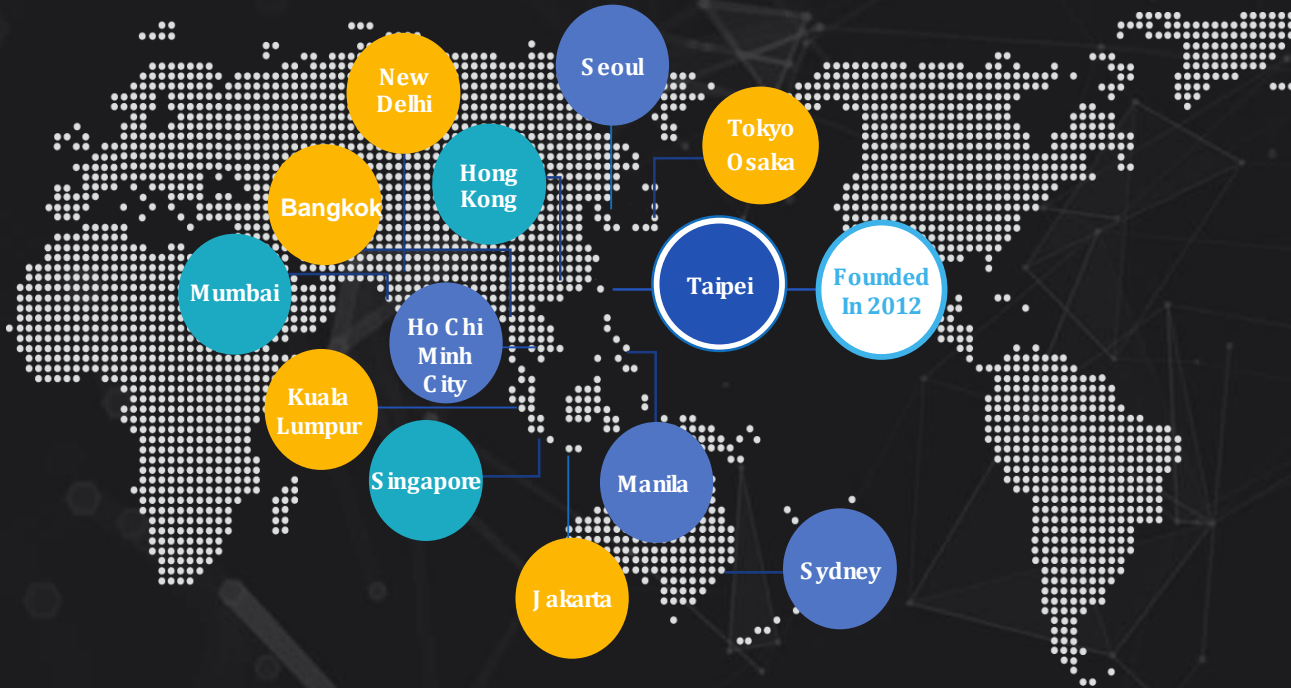 Seoul
New
Delhi
Tokyo
Osaka
Hong
Kong
Bangkok
Mumbai
Taipei
Founded
In 2012
Ho Chi
Minh
City
Kuala
Lumpur
Singapore
Manila
Sydney
Jakarta